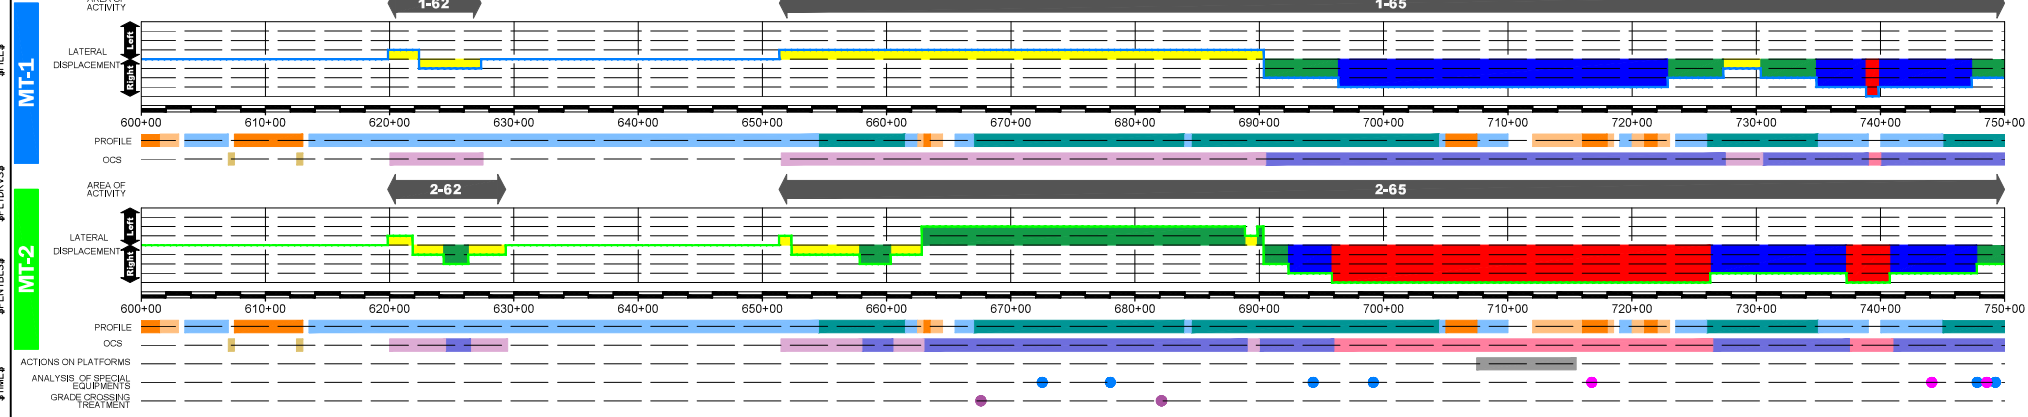 AREA OF
ACTIVITY
1-62
1-65
MT-1
Left
LATERAL
DISPLACEMENT
Right
600+00 610+00 620+00 630+00 640+00 650+00 660+00 670+00 680+00 690+00 700+00 710+00 720+00 730+00 740+00 750+00
PROFILE
OCS
AREA OF
ACTIVITY
2-62
2-65
MT-2
Left
LATERAL
DISPLACEMENT
Right
600+00 610+00 620+00 630+00 640+00 650+00 660+00 670+00 680+00 690+00 700+00 710+00 720+00 730+00 740+00 750+00
PROFILE
OCS
ACTIONS ON PLATFORMS
ANALYSIS OF SPECIAL
EQUIPMENTS
GRADE CROSSING
TREATMENT